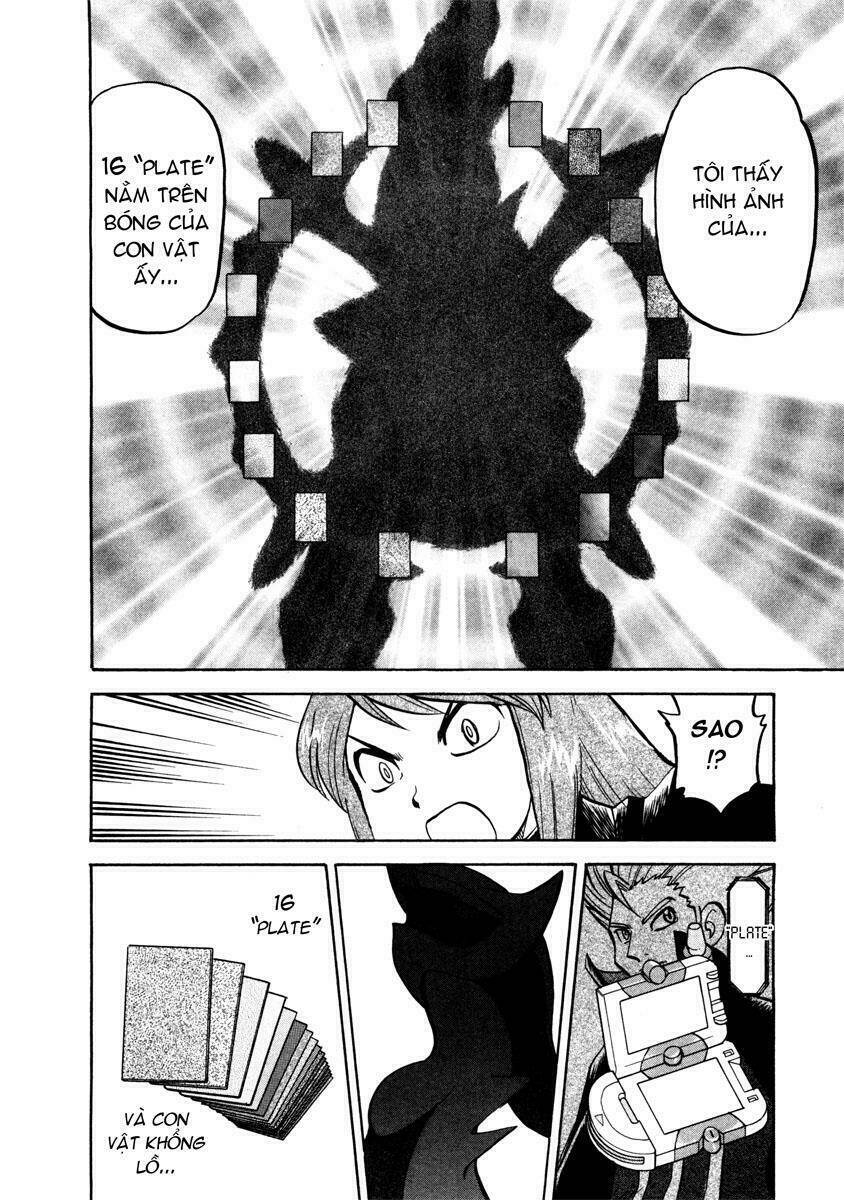 TÔI THẤY
HÌNH ẢNH
CỦA...
16 "PLATE"
NẰM TRÊN
BÓNG CỦA
CON VẬT
ẤY...
SAO
!?
"PLATE"
...
16
"PLATE"
VÀ CON
VẬT KHỔNG
LỒ...